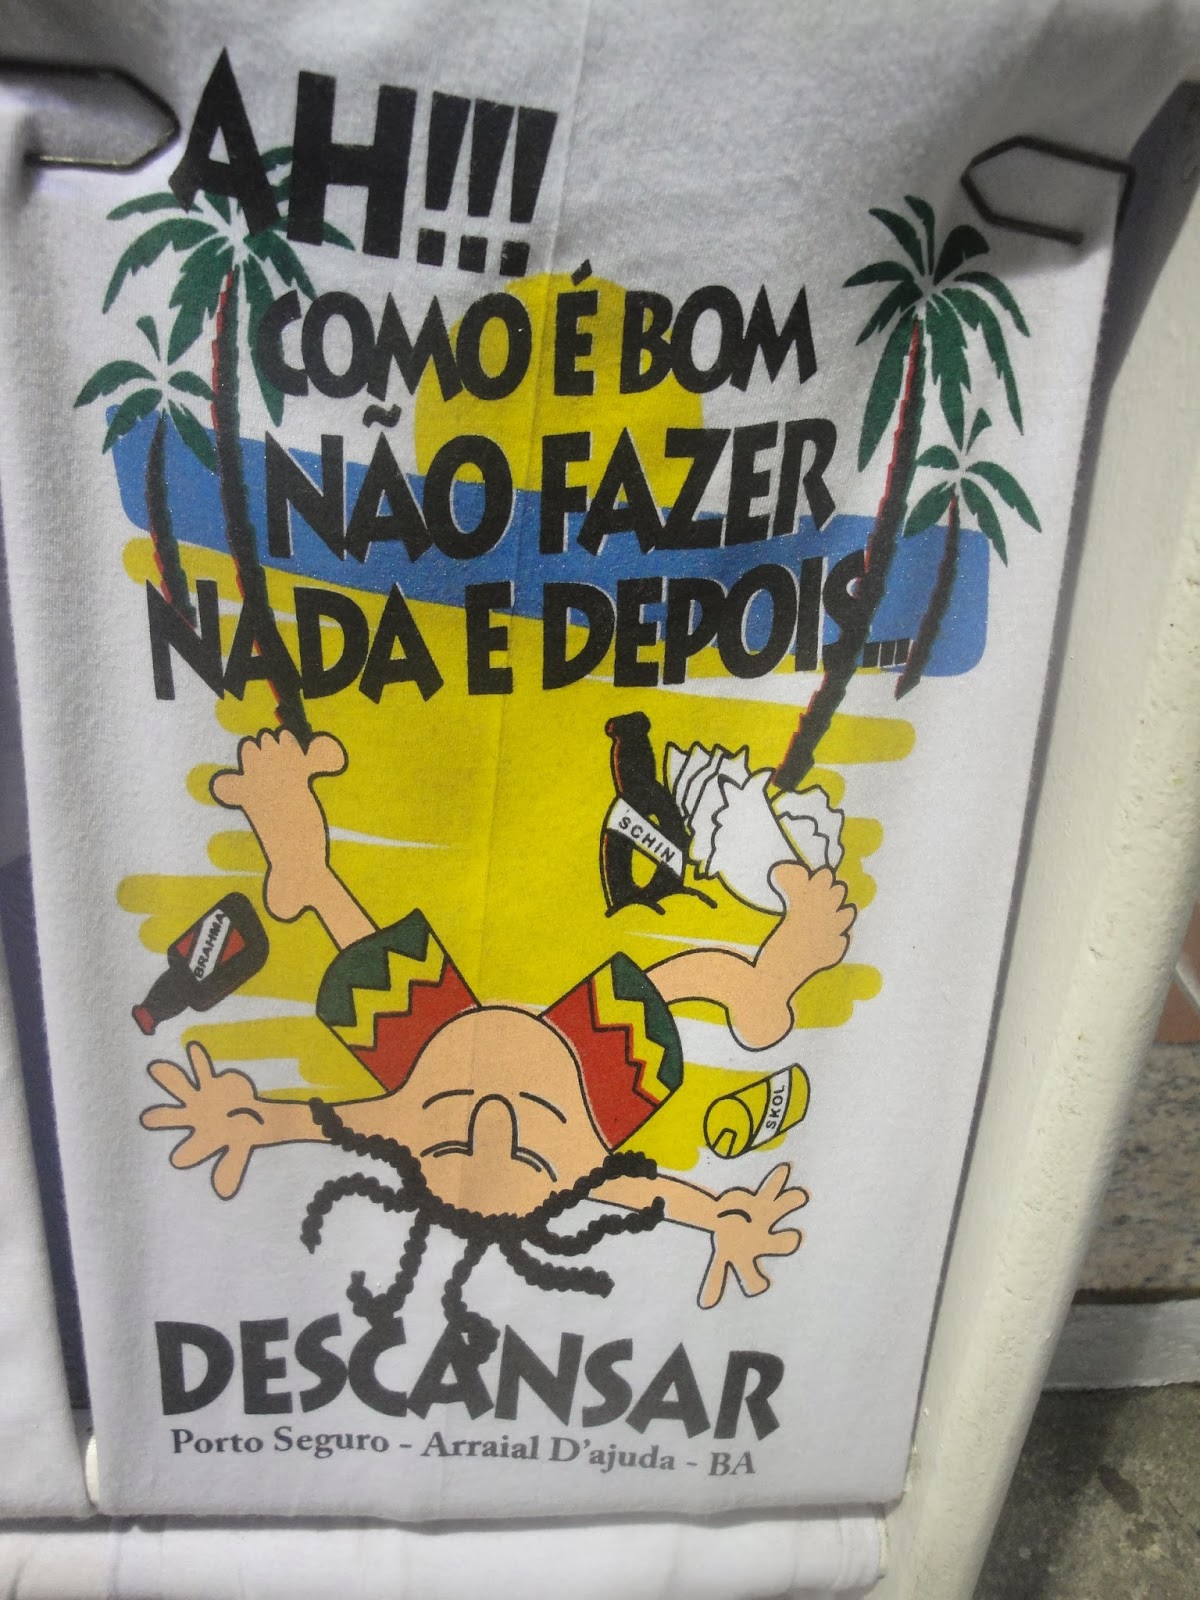 AH!!!
COMO É BOM
NÃO FAZER
NADA E DEPOIS...
SCHIN
BRAHMA
SKOL
DESCANSAR
Porto Seguro - Arraial D'ajuda - BA